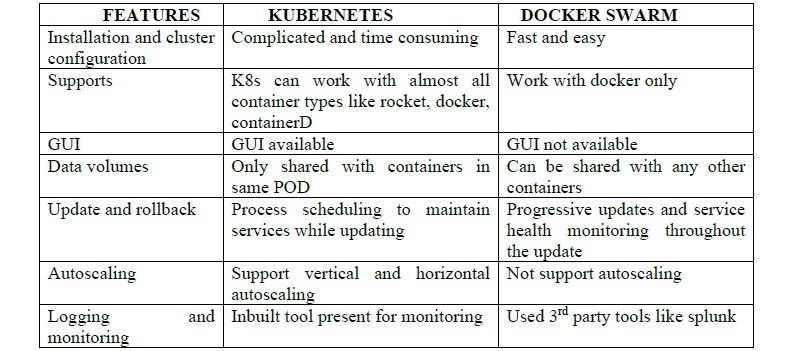 FEATURES KUBERNETES DOCKER SWARM
Installation and cluster configuration Complicated and time consuming Fast and easy
Supports K8s can work with almost all container types like rocket, docker, containerD Work with docker only
GUI GUI available GUI not available
Data volumes Only shared with containers in same POD Can be shared with any other containers
Update and rollback Process scheduling to maintain services while updating Progressive updates and service health monitoring throughout the update
Autoscaling Support vertical and horizontal autoscaling Not support autoscaling
Logging and monitoring Inbuilt tool present for monitoring Used 3rd party tools like splunk